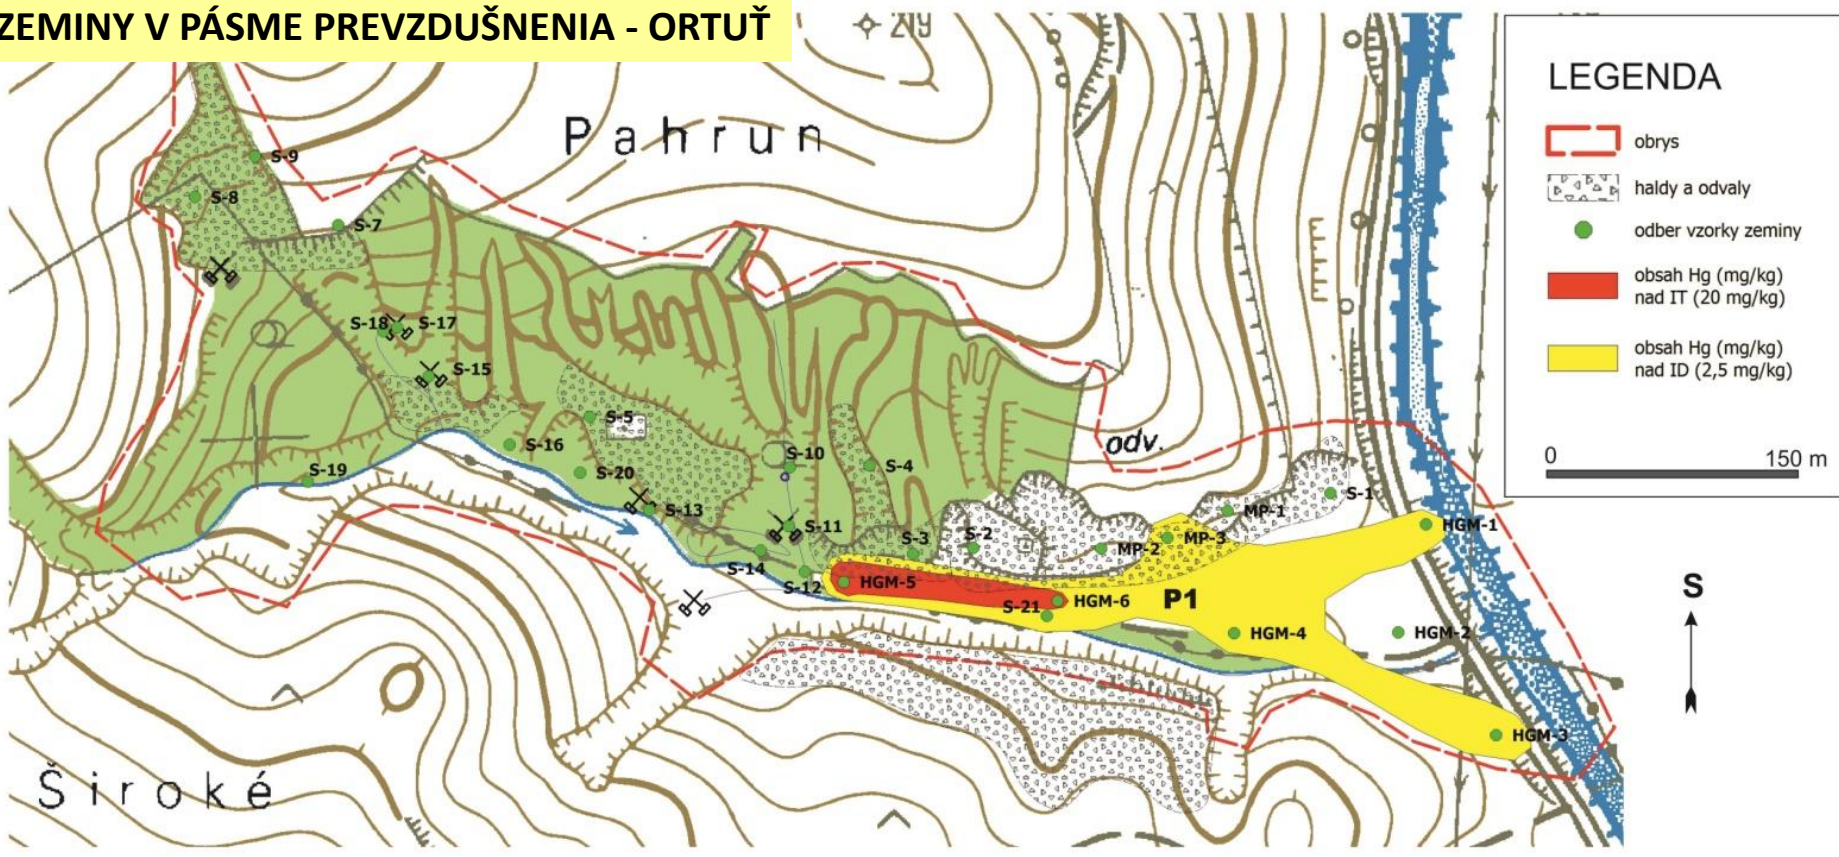 ZEMINY V PÁSME PREVZDUŠNENIA - ORTUŤ
219
LEGENDA
obrys
haldy a odvaly
odber vzorky zeminy
obsah Hg (mg/kg)
nad IT (20 mg/kg)
obsah Hg (mg/kg)
nad ID (2,5 mg/kg)
0 150 m
Pahrun
S-9
S-8
S-7
S-18 S-17
S-15
S-5
S-16
S-10
S-4
odv.
S-19
S-20
S-13
S-11
S-1
MP-1
HGM-1
S-3
S-2
MP-2
MP-3
S-14
S-12
HGM-5
S-21
HGM-6
P1
HGM-4
HGM-2
S
HGM-3
Široké